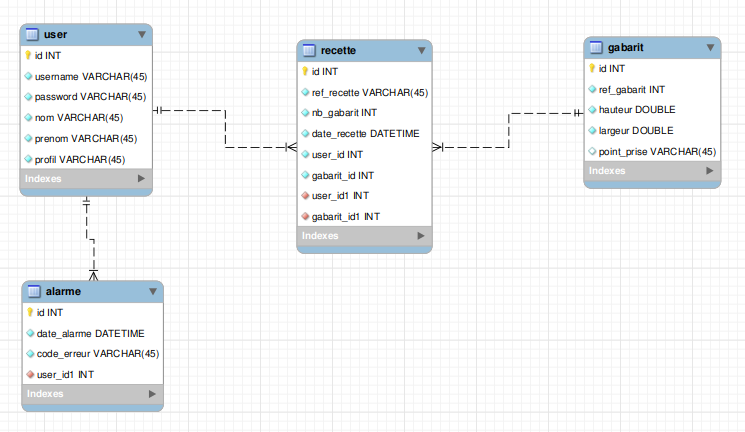 user
id INT
username VARCHAR(45)
password VARCHAR(45)
nom VARCHAR(45)
prenom VARCHAR(45)
profil VARCHAR(45)
Indexes
recette
id INT
ref_recette VARCHAR(45)
nb_gabarit INT
date_recette DATETIME
user_id INT
gabarit_id INT
user_id1 INT
gabarit_id1 INT
Indexes
gabarit
id INT
ref_gabarit INT
hauteur DOUBLE
largeur DOUBLE
point_prise VARCHAR(45)
Indexes
alarme
id INT
date_alarme DATETIME
code_erreur VARCHAR(45)
user_id1 INT
Indexes